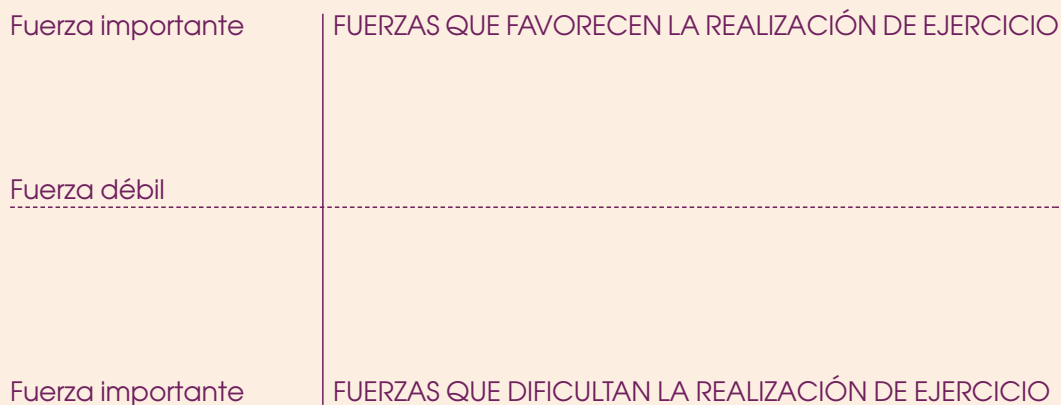 Fuerza importante
FUERZAS QUE FAVORECEN LA REALIZACIÓN DE EJERCICIO
Fuerza débil
Fuerza importante
FUERZAS QUE DIFICULTAN LA REALIZACIÓN DE EJERCICIO